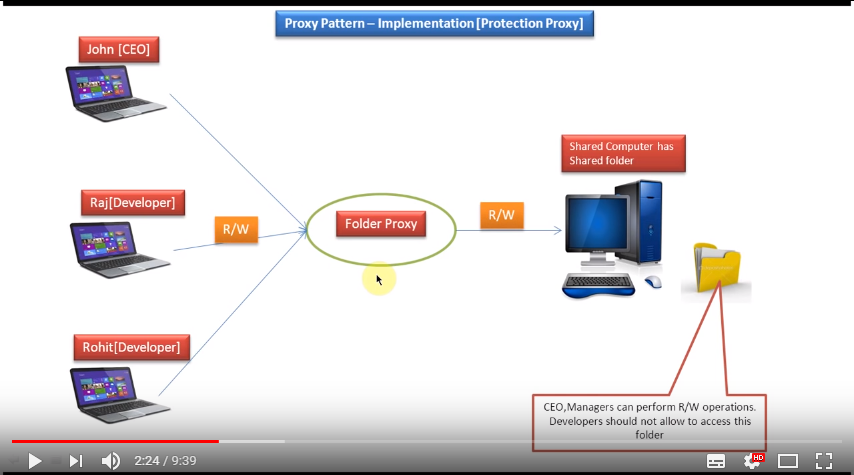 Proxy Pattern – Implementation [Protection Proxy]
John [CEO]
Shared Computer has
Shared folder
Raj[Developer]
R/W
Folder Proxy
R/W
Rohit[Developer]
CEO,Managers can perform R/W operations.
Developers should not allow to access this
folder
2:24 / 9:39
HD